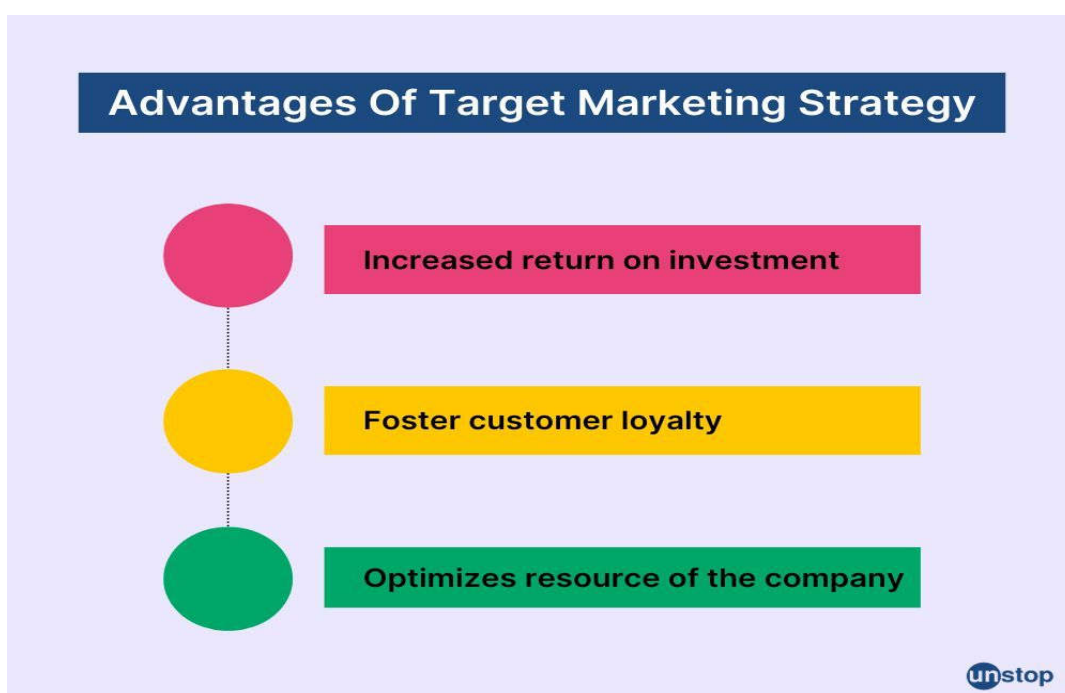 Advantages Of Target Marketing Strategy
Increased return on investment
Foster customer loyalty
Optimizes resource of the company
unstop